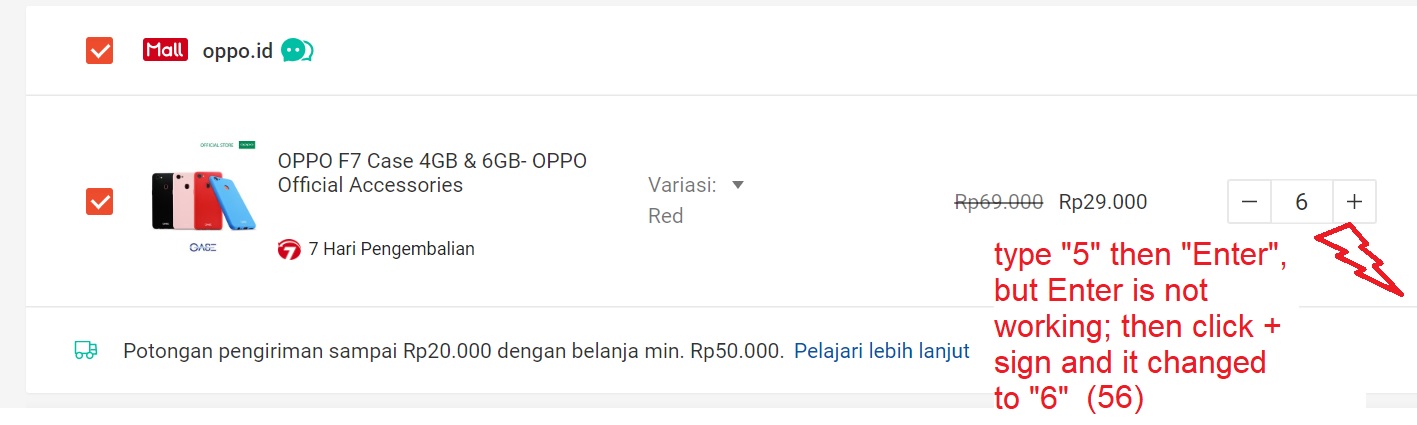 Mall oppo.id
OFFICIAL STORE
OPPO F7 Case 4GB & 6GB- OPPO
Official Accessories
7 Hari Pengembalian
Variasi:
Red
Rp69.000 Rp29.000
− 6 +
type "5" then "Enter",
but Enter is not
working; then click +
sign and it changed
to "6" (56)
Potongan pengiriman sampai Rp20.000 dengan belanja min. Rp50.000. Pelajari lebih lanjut